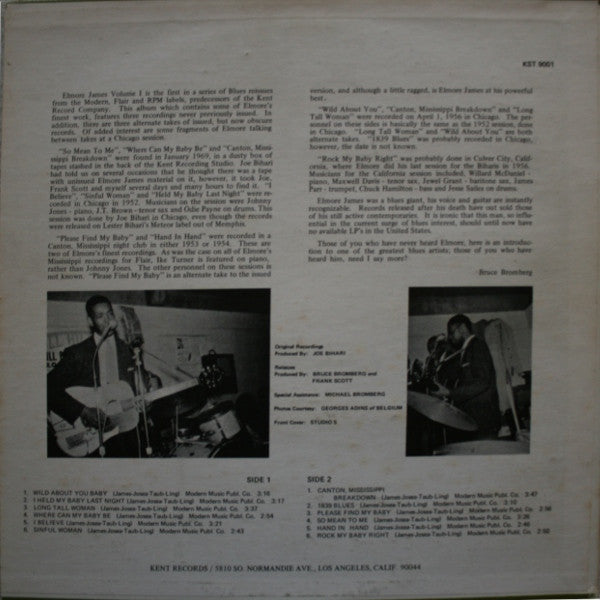 KST 9001
Elmore James Volume I is the first in a series of Blues reissues
from the Modern, Flair and RPM labels, predecessors of the Kent
Record Company. This album which contains some of Elmore's
finest work, features three recordings never previously issued. In
addition, there are three alternate takes of issued, but now obscure
records. Of added interest are some fragments of Elmore talking
between takes at a Chicago session.
"So Mean To Me", "Where Can My Baby Be" and "Canton, Missis-
sippi Breakdown" were found in January 1969, in a dusty box of
tapes stashed in the back of the Kent Recording Studio. Joe Bihari
had told us on several occasions that he thought there was a tape
with unissued Elmore James material on it, however, it took Joe,
Frank Scott and myself several days and many hours to find it. "I
Believe", "Sinful Woman" and "Held My Baby Last Night" were re-
corded in Chicago in 1952. Musicians on the session were Johnny
Jones - piano, J.T. Brown - tenor sax and Odie Payne on drums. This
session was done by Joe Bihari in Chicago, even though the records
were released on Lester Bihari's Meteor label out of Memphis.
"Please Find My Baby" and "Hand In Hand" were recorded in a
Canton, Mississippi night club in either 1953 or 1954. These are
two of Elmore's finest recordings. As was the case on all of Elmore's
Mississippi recordings for Flair, Ike Turner is featured on piano,
rather than Johnny Jones. The other personnel on these sessions is
not known. "Please Find My Baby" is an alternate take to the issued
version, and although a little ragged, is Elmore James at his powerful
best.
"Wild About You", "Canton, Mississippi Breakdown" and "Long
Tall Woman" were recorded on April 1, 1956 in Chicago. The per-
sonnel on these sides is basically the same as the 1952 session, done
in Chicago. "Long Tall Woman" and "Wild About You" are both
alternate takes. "1839 Blues" was probably recorded in Chicago,
however, the date is not known.
"Rock My Baby Right" was probably done in Culver City, Calif-
ornia, where Elmore did his last session for the Biharis in 1956.
Musicians for the California session included, Willard McDaniel -
piano, Maxwell Davis - tenor sax, Jewel Grant - baritone sax, James
Parr - trumpet, Chuck Hamilton - bass and Jesse Sailes on drums.
Elmore James was a blues giant, his voice and guitar are instantly
recognizable. Records released after his death have out sold those
of his still active contemporaries. It is ironic that this man, so influ-
ential in the current surge of blues interest, should until now have
no available LP's in the United States.
Those of you who have never heard Elmore, here is an introduc-
tion to one of the greatest blues artists; those of you who have
heard him, need I say more?
-Bruce Bromberg
Original Recordings
Produced By: JOE BIHARI
Reissue
Produced By: BRUCE BROMBERG and
FRANK SCOTT
Special Assistance: MICHAEL BROMBERG
Photos Courtesy: GEORGES ADINS of BELGIUM
Front Cover: STUDIO 5
SIDE 1
1. WILD ABOUT YOU BABY (James-Josea-Taub-Ling) Modern Music Publ. Co. 3:16
2. I HELD MY BABY LAST NIGHT (James-Josea-Taub-Ling) Modern Music Publ. Co. 3:17
3. LONG TALL WOMAN (James-Josea-Taub-Ling) Modern Music Publ. Co. 3:37
4. WHERE CAN MY BABY BE (James-Josea-Taub-Ling) Modern Music Publ. Co. 2:54
5. I BELIEVE (James-Josea-Taub-Ling) Modern Music Publ. Co. 3:21
6. SINFUL WOMAN (James-Josea-Taub-Ling) Modern Music Publ. Co. 2:43
SIDE 2
1. CANTON, MISSISSIPPI
BREAKDOWN (James-Josea-Taub-Ling) Modern Music Publ. Co. 3:47
2. 1839 BLUES (James-Josea-Taub-Ling) Modern Music Publ. Co. 3:10
3. PLEASE FIND MY BABY (James-Josea-Taub-Ling) Modern Music Publ. Co. 2:56
4. SO MEAN TO ME (James-Josea-Taub-Ling) Modern Music Publ. Co. 3:26
5. HAND IN HAND (James-Josea-Taub-Ling) Modern Music Publ. Co. 2:46
6. ROCK MY BABY RIGHT (James-Josea-Taub-Ling) Modern Music Publ. Co. 2:50
KENT RECORDS / 5810 SO. NORMANDIE AVE., LOS ANGELES, CALIF. 90044